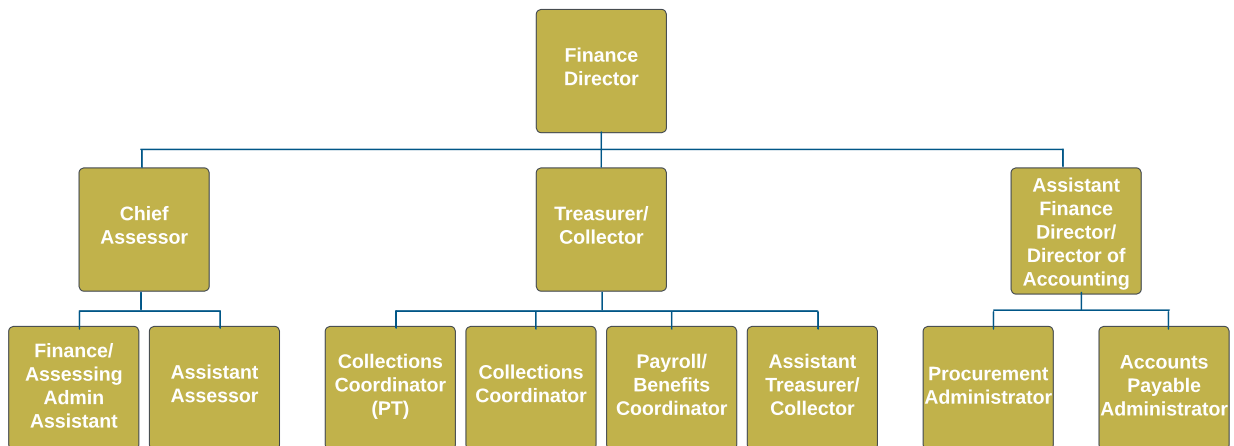 Finance
Director
Chief
Assessor
Treasurer/
Collector
Assistant
Finance
Director/
Director of
Accounting
Finance/
Assessing
Admin
Assistant
Assistant
Assessor
Collections
Coordinator
(PT)
Collections
Coordinator
Payroll/
Benefits
Coordinator
Assistant
Treasurer/
Collector
Procurement
Administrator
Accounts
Payable
Administrator